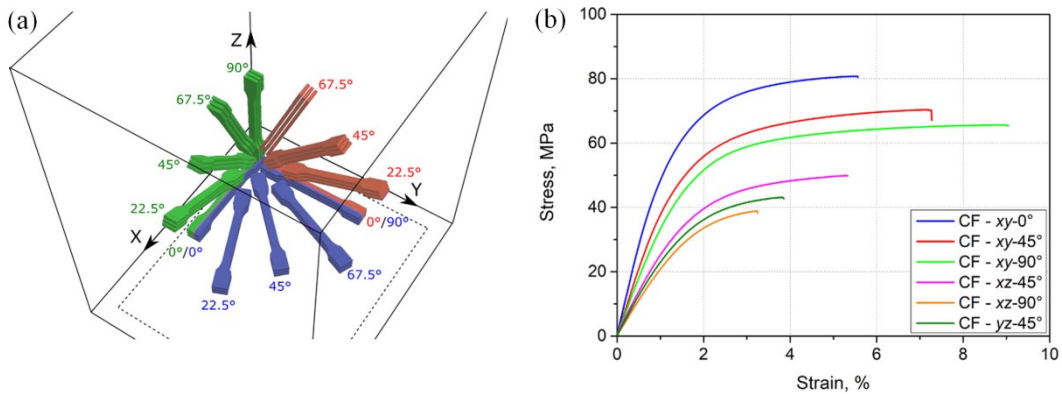 (a)
Z
90°
67.5°
67.5°
45°
45°
22.5°
22.5°
Y
X
0°/0°
0°/90°
22.5°
45°
67.5°
(b)
Stress, MPa
100
80
60
40
20
0
0
2
4
6
8
10
Strain, %
CF - xy-0°
CF - xy-45°
CF - xy-90°
CF - xz-45°
CF - xz-90°
CF - yz-45°